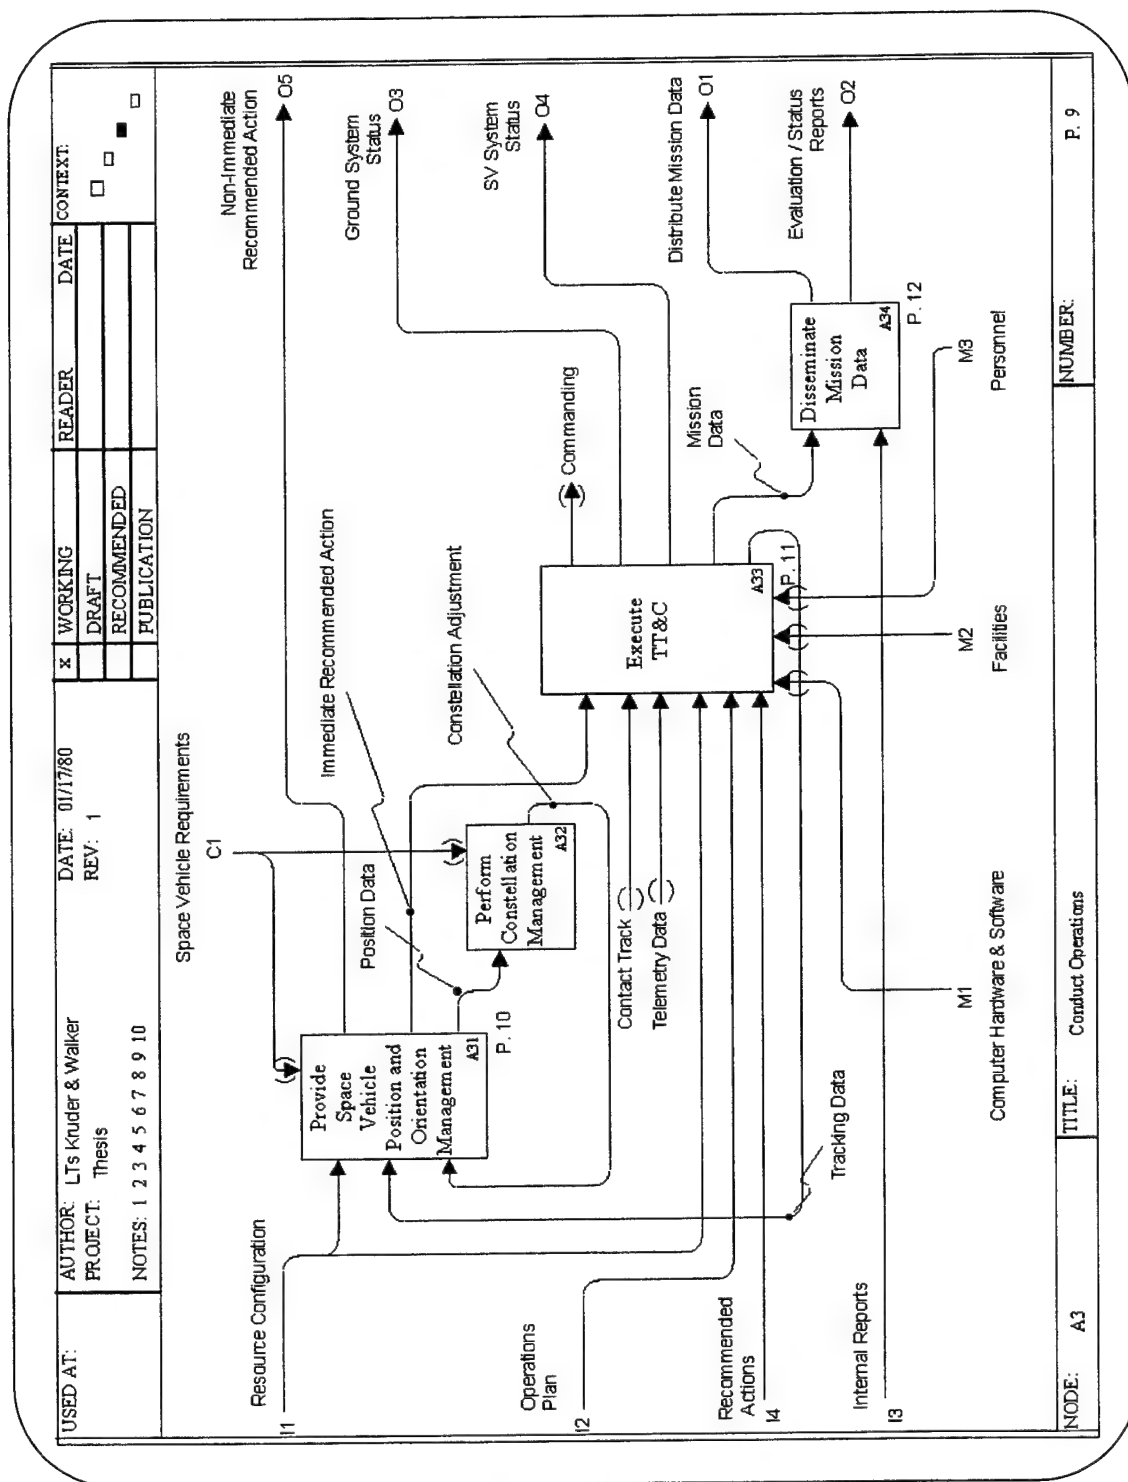 USED AT:
AUTHOR: LTs Kruder & Walker
PROJECT: Thesis
NOTES: 1 2 3 4 5 6 7 8 9 10
DATE: 01/17/80
REV: 1
x WORKING
DRAFT
RECOMMENDED
PUBLICATION
READER DATE
CONTEXT:
Space Vehicle Requirements
C1
Non-Immediate
Recommended Action
O5
Resource Configuration
I1
Provide
Space
Vehicle
Position and
Orientation
Management
A31
P. 10
Immediate Recommended Action
Ground System
Status
O3
Position Data
Perform
Constellation
Management
A32
Constellation Adjustment
Commanding
SV System
Status
O4
Operations
Plan
I2
Contact Track
Telemetry Data
Execute
TT&C
A33
P. 11
Mission
Data
Distribute Mission Data
O1
Recommended
Actions
I4
Tracking Data
Disseminate
Mission
Data
A34
P. 12
Evaluation / Status
Reports
O2
Internal Reports
I3
M1
Computer Hardware & Software
M2
Facilities
M3
Personnel
NODE: A3
TITLE: Conduct Operations
NUMBER:
P. 9